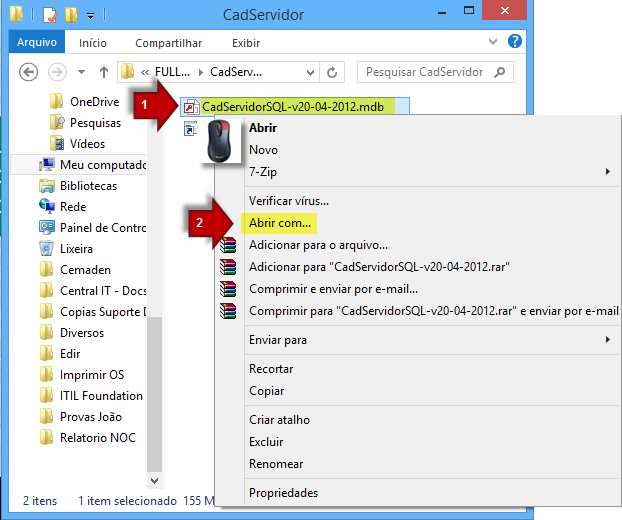 CadServidor
Arquivo Início Compartilhar Exibir
« FULL... CadServ... Pesquisar CadServidor
OneDrive
Pesquisas
Vídeos
Meu computado
Bibliotecas
Rede
Painel de Contro
Lixeira
Cemaden
Central IT - Docs
Copias Suporte D
Diversos
Edir
Imprimir OS
ITIL Foundation
Provas João
Relatorio NOC
1
CadServidorSQL-v20-04-2012.mdb
Abrir
Novo
7-Zip
Verificar vírus...
2
Abrir com...
Adicionar para o arquivo...
Adicionar para "CadServidorSQL-v20-04-2012.rar"
Comprimir e enviar por e-mail...
Comprimir para "CadServidorSQL-v20-04-2012.rar" e enviar por e-mail
Enviar para
Recortar
Copiar
Criar atalho
Excluir
Renomear
Propriedades
2 itens 1 item selecionado 155 M